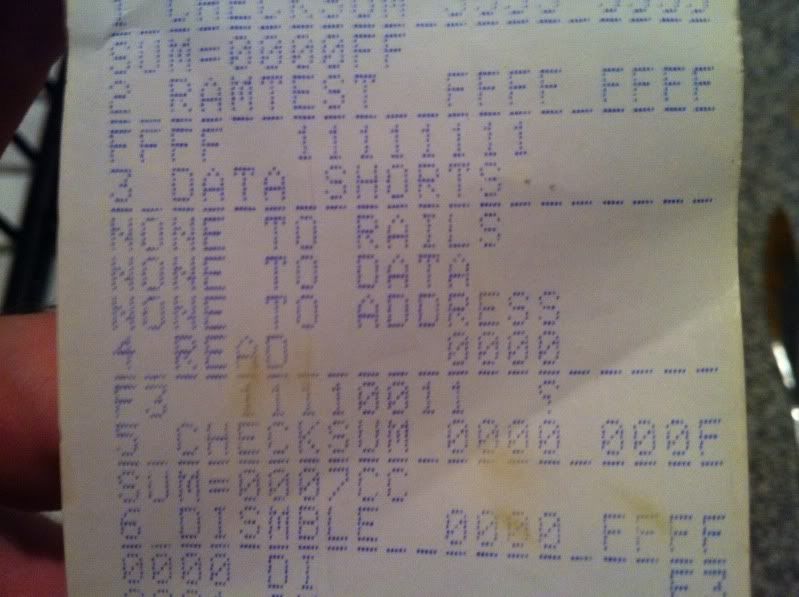 SUM=0000FF
2 RAMTEST FFFF FFFF
FFFF 11111111
3 DATA SHORTS
NONE TO RAILS
NONE TO DATA
NONE TO ADDRESS
4 READ 0000
F3 11110011 S
5 CHECKSUM 0000 000F
SUM=0007CC
6 DISMBLE 0000 FFFF
0000 DI